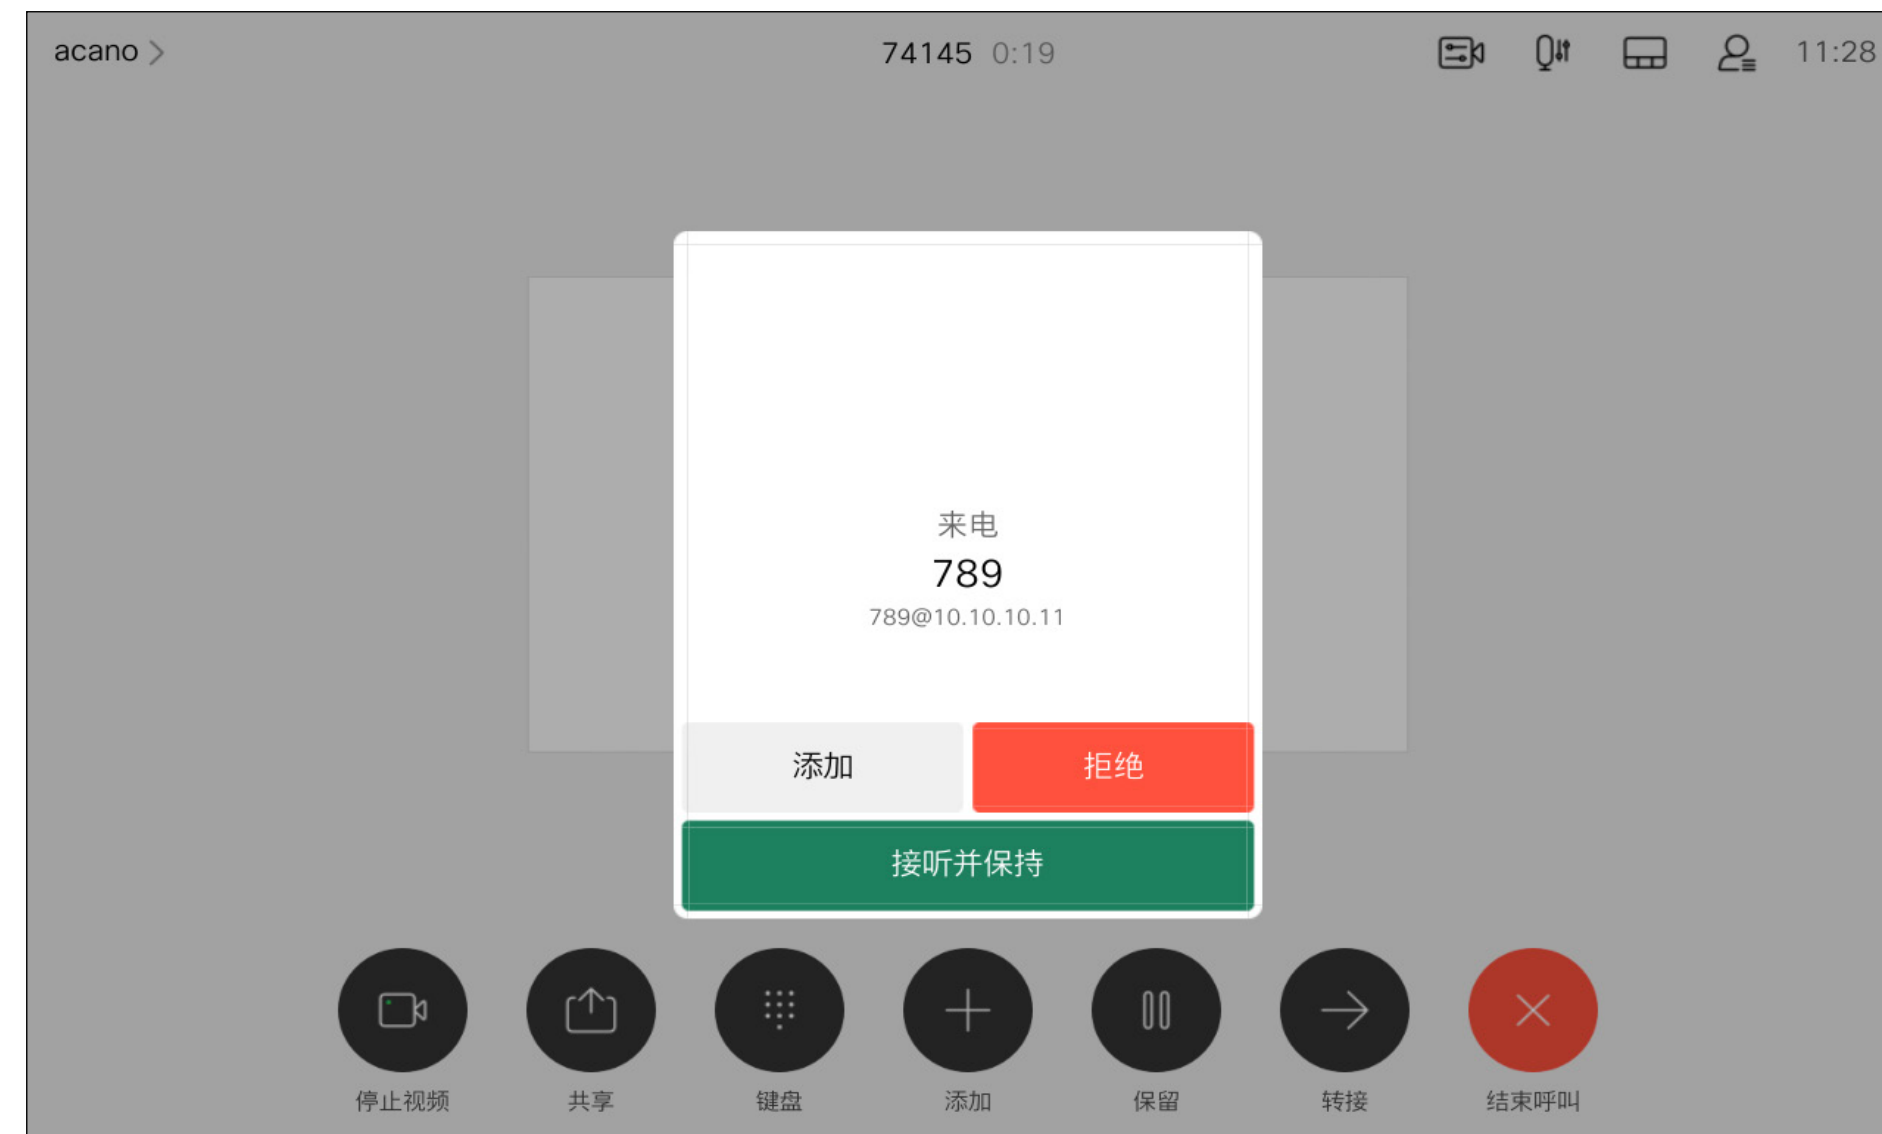 acano
74145 0:19
11:28
来电
789
789@10.10.10.11
添加
拒绝
接听并保持
停止视频
共享
键盘
添加
保留
转接
结束呼叫